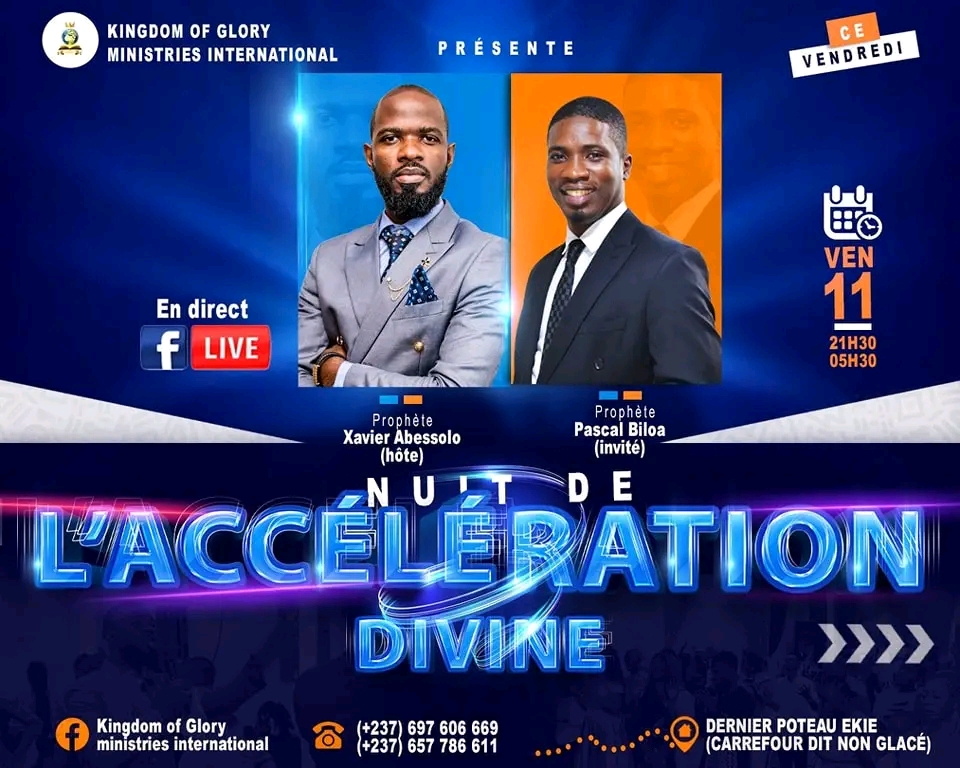 KINGDOM OF GLORY
MINISTRIES INTERNATIONAL
PRÉSENTE
CE
VENDREDI
VEN
11
21H30
05H30
En direct
f LIVE
Prophète
Xavier Abessolo
(hôte)
Prophète
Pascal Biloa
(invité)
NUIT DE
L'ACCÉLÉRATION
DIVINE
Kingdom of Glory
ministries international
(+237) 697 606 669
(+237) 657 786 611
DERNIER POTEAU EKIE
(CARREFOUR DIT NON GLACÉ)